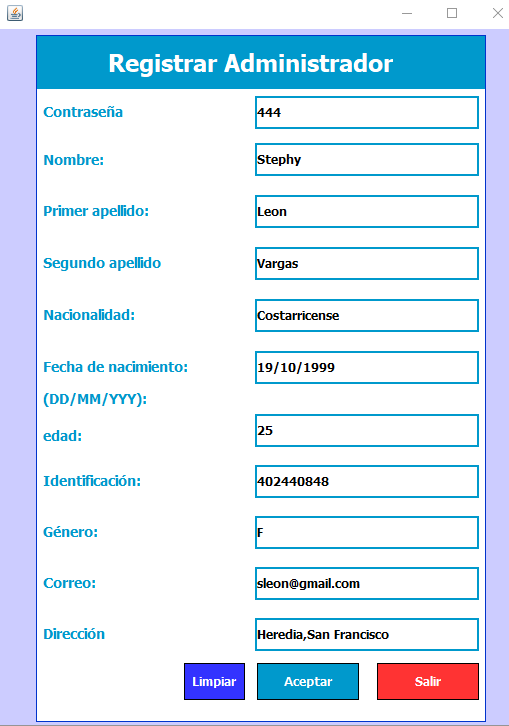 Registrar Administrador
Contraseña 444
Nombre: Stephy
Primer apellido: Leon
Segundo apellido Vargas
Nacionalidad: Costarricense
Fecha de nacimiento: 19/10/1999
(DD/MM/YYY):
edad: 25
Identificación: 402440848
Género: F
Correo: sleon@gmail.com
Dirección Heredia,San Francisco
Limpiar Aceptar Salir